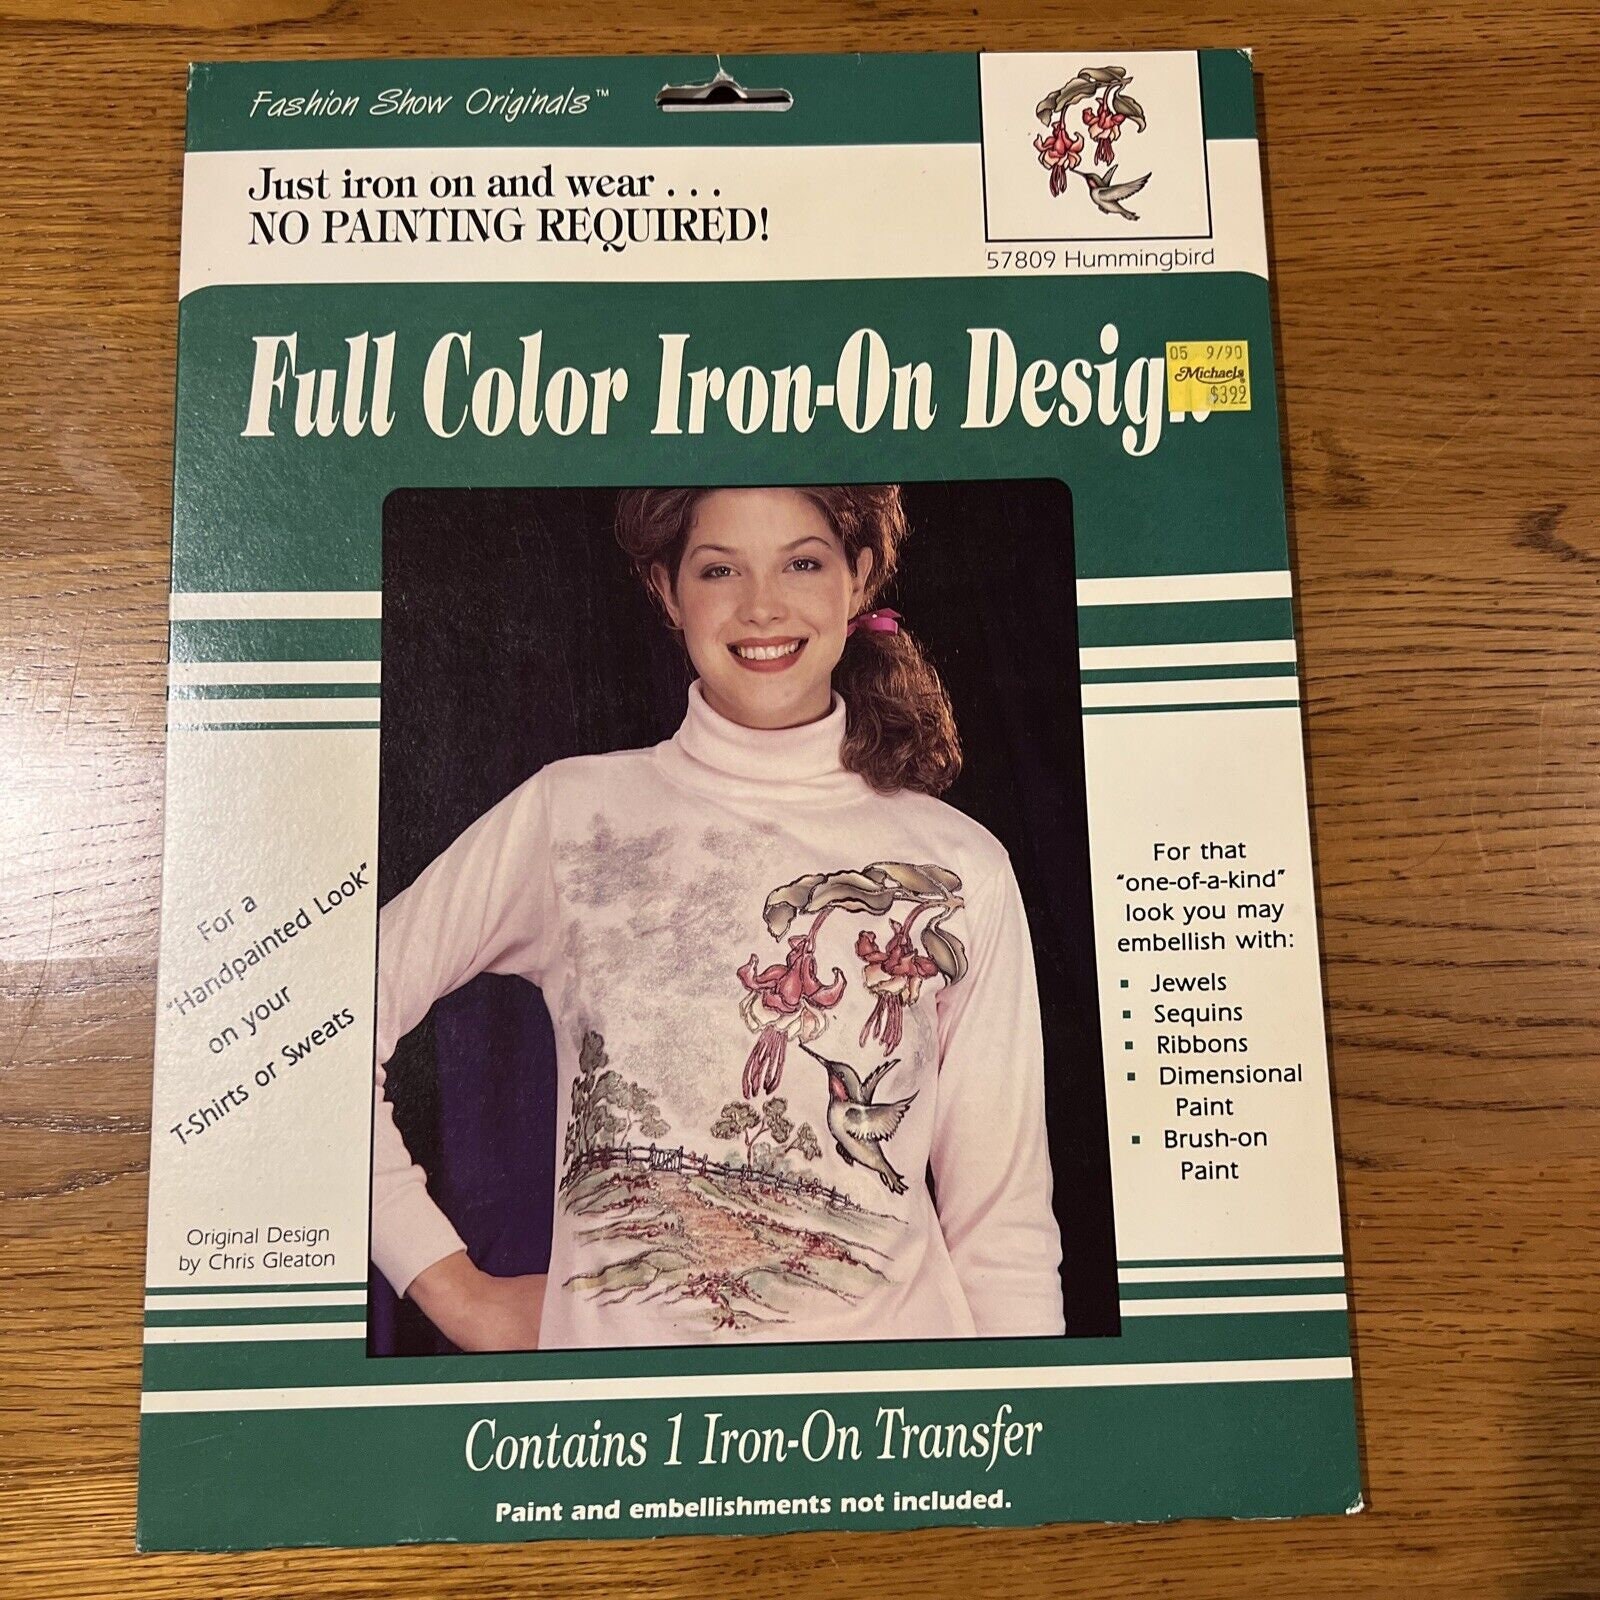 Fashion Show Originals™
Just iron on and wear . . .
NO PAINTING REQUIRED!
57809 Hummingbird
Full Color Iron-On Design
05 9/90
Michaels
$3.99
For a
"Handpainted Look"
on your
T-Shirts or Sweats
Original Design
by Chris Gleaton
For that
"one-of-a-kind"
look you may
embellish with:
▪ Jewels
▪ Sequins
▪ Ribbons
▪ Dimensional
Paint
▪ Brush-on
Paint
Contains 1 Iron-On Transfer
Paint and embellishments not included.